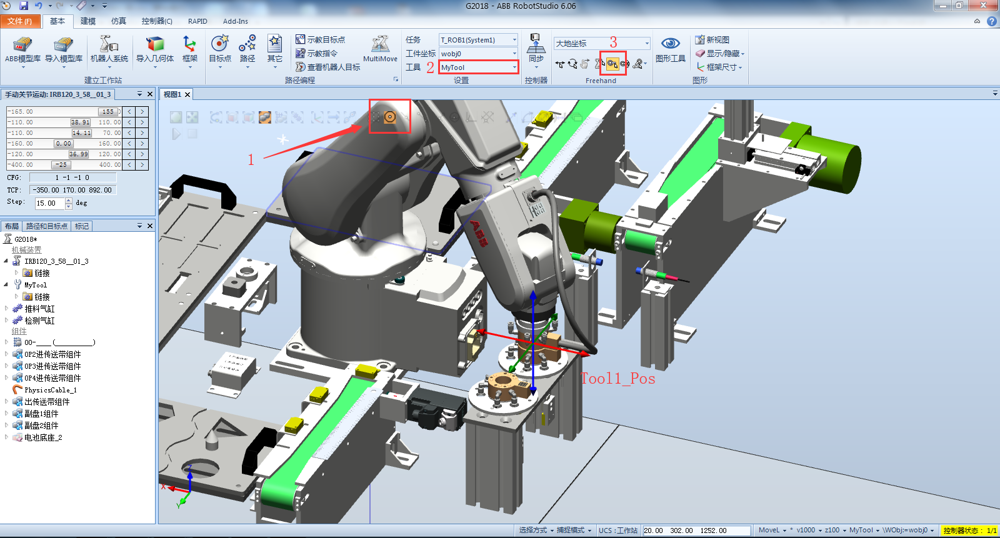 G2018 - ABB RobotStudio 6.06
文件(F) 基本 建模 仿真 控制器(C) RAPID Add-Ins
ABB模型库 导入模型库 机器人系统 导入几何体 框架
建立工作站
目标点 路径 其它
示教目标点
示教指令
查看机器人目标
MultiMove
路径编程
任务 T_ROB1(System1)
工件坐标 wobj0
工具 2 MyTool
设置
同步
控制器
大地坐标 3
Freehand
图形工具
新视图
显示/隐藏
框架尺寸
图形
手动关节运动: IRB120_3_58__01_3
-165.00 155 < >
-110.00 38.91 110.00 < >
-110.00 14.11 70.00 < >
-160.00 0.00 160.00 < >
-120.00 36.99 120.00 < >
-400.00 -25 400.00 < >
CFG: 1 -1 -1 0
TCP: -350.00 170.00 892.00
Step: 15.00 deg
布局 路径和目标点 标记
G2018*
机械装置
IRB120_3_58__01_3
链接
MyTool
链接
推料气缸
检测气缸
组件
00-____(_________)
OP2进传送带组件
OP3进传送带组件
OP4进传送带组件
PhysicsCable_1
出传送带组件
副盘1组件
副盘2组件
电池底座_2
视图1
1
ABB
Tool1_Pos
Z
X
Y
选择方式 捕捉模式 UCS:工作站 20.00 302.00 1252.00 MoveL * v1000 z100 MyTool \WObj:=wobj0 控制器状态: 1/1